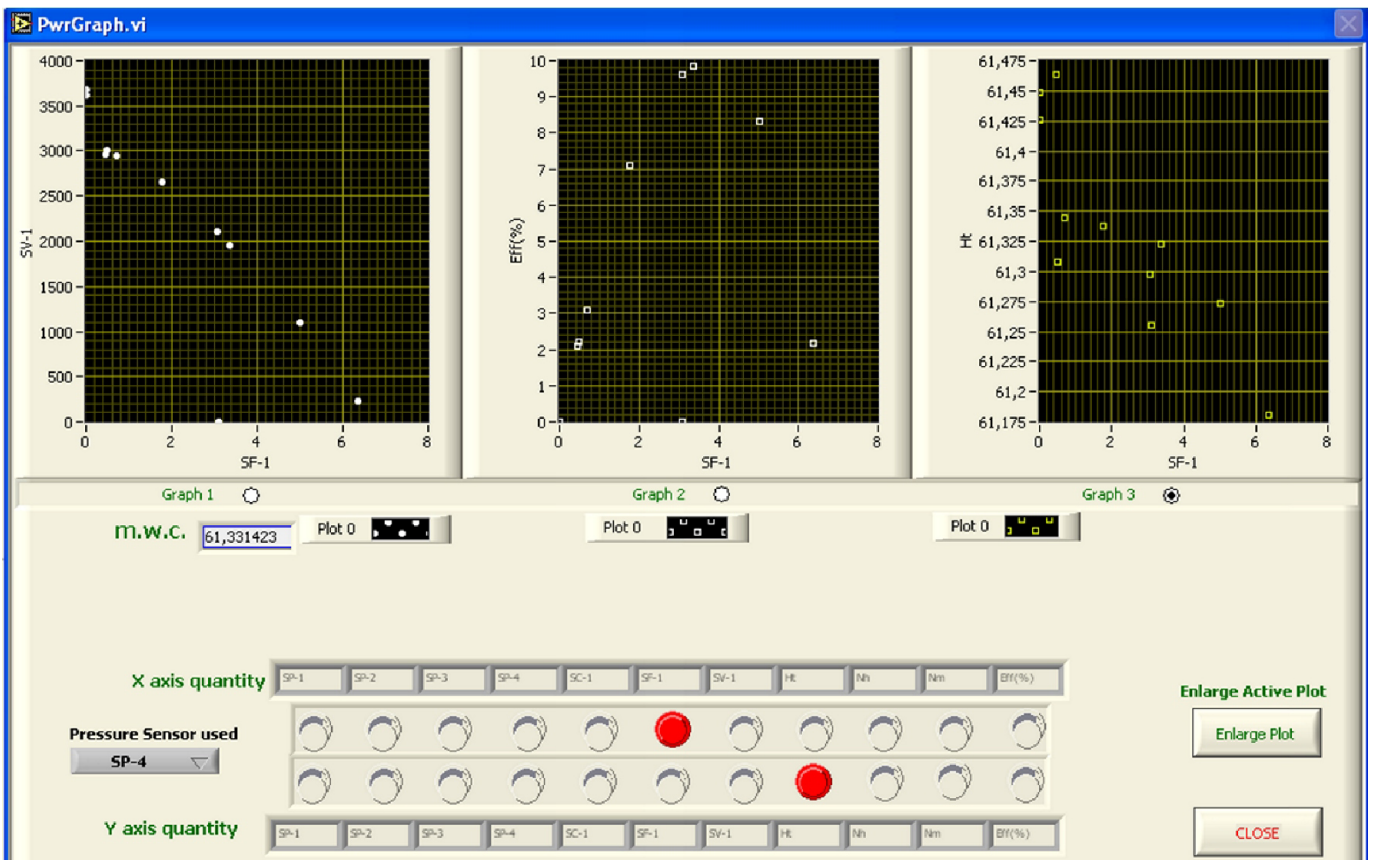 PwrGraph.vi
4000
3500
3000
2500
2000
1500
1000
500
0
SV-1
0 2 4 6 8
SF-1
10
9
8
7
6
5
4
3
2
1
0
Eff(%)
0 2 4 6 8
SF-1
61,475
61,45
61,425
61,4
61,375
61,35
61,325
61,3
61,275
61,25
61,225
61,2
61,175
Ht
0 2 4 6 8
SF-1
Graph 1 Graph 2 Graph 3
m.w.c. 61,331423 Plot 0 Plot 0 Plot 0
X axis quantity SP-1 SP-2 SP-3 SP-4 SC-1 SF-1 SV-1 Ht Nh Nm Eff(%)
Enlarge Active Plot
Enlarge Plot
Pressure Sensor used
SP-4
Y axis quantity SP-1 SP-2 SP-3 SP-4 SC-1 SF-1 SV-1 Ht Nh Nm Eff(%)
CLOSE